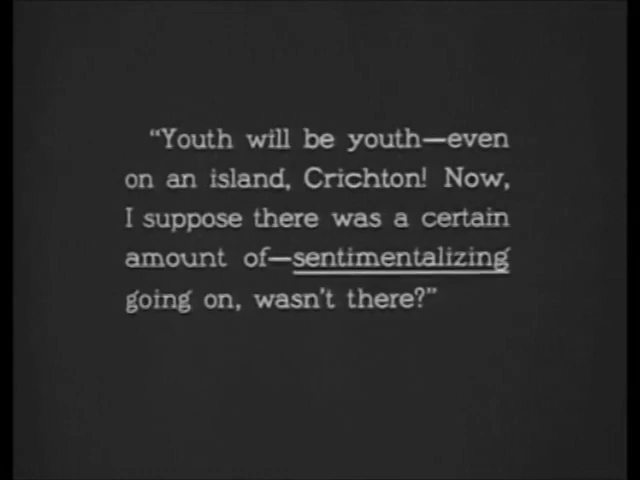 “Youth will be youth—even
on an island, Crichton! Now,
I suppose there was a certain
amount of—sentimentalizing
going on, wasn't there?”